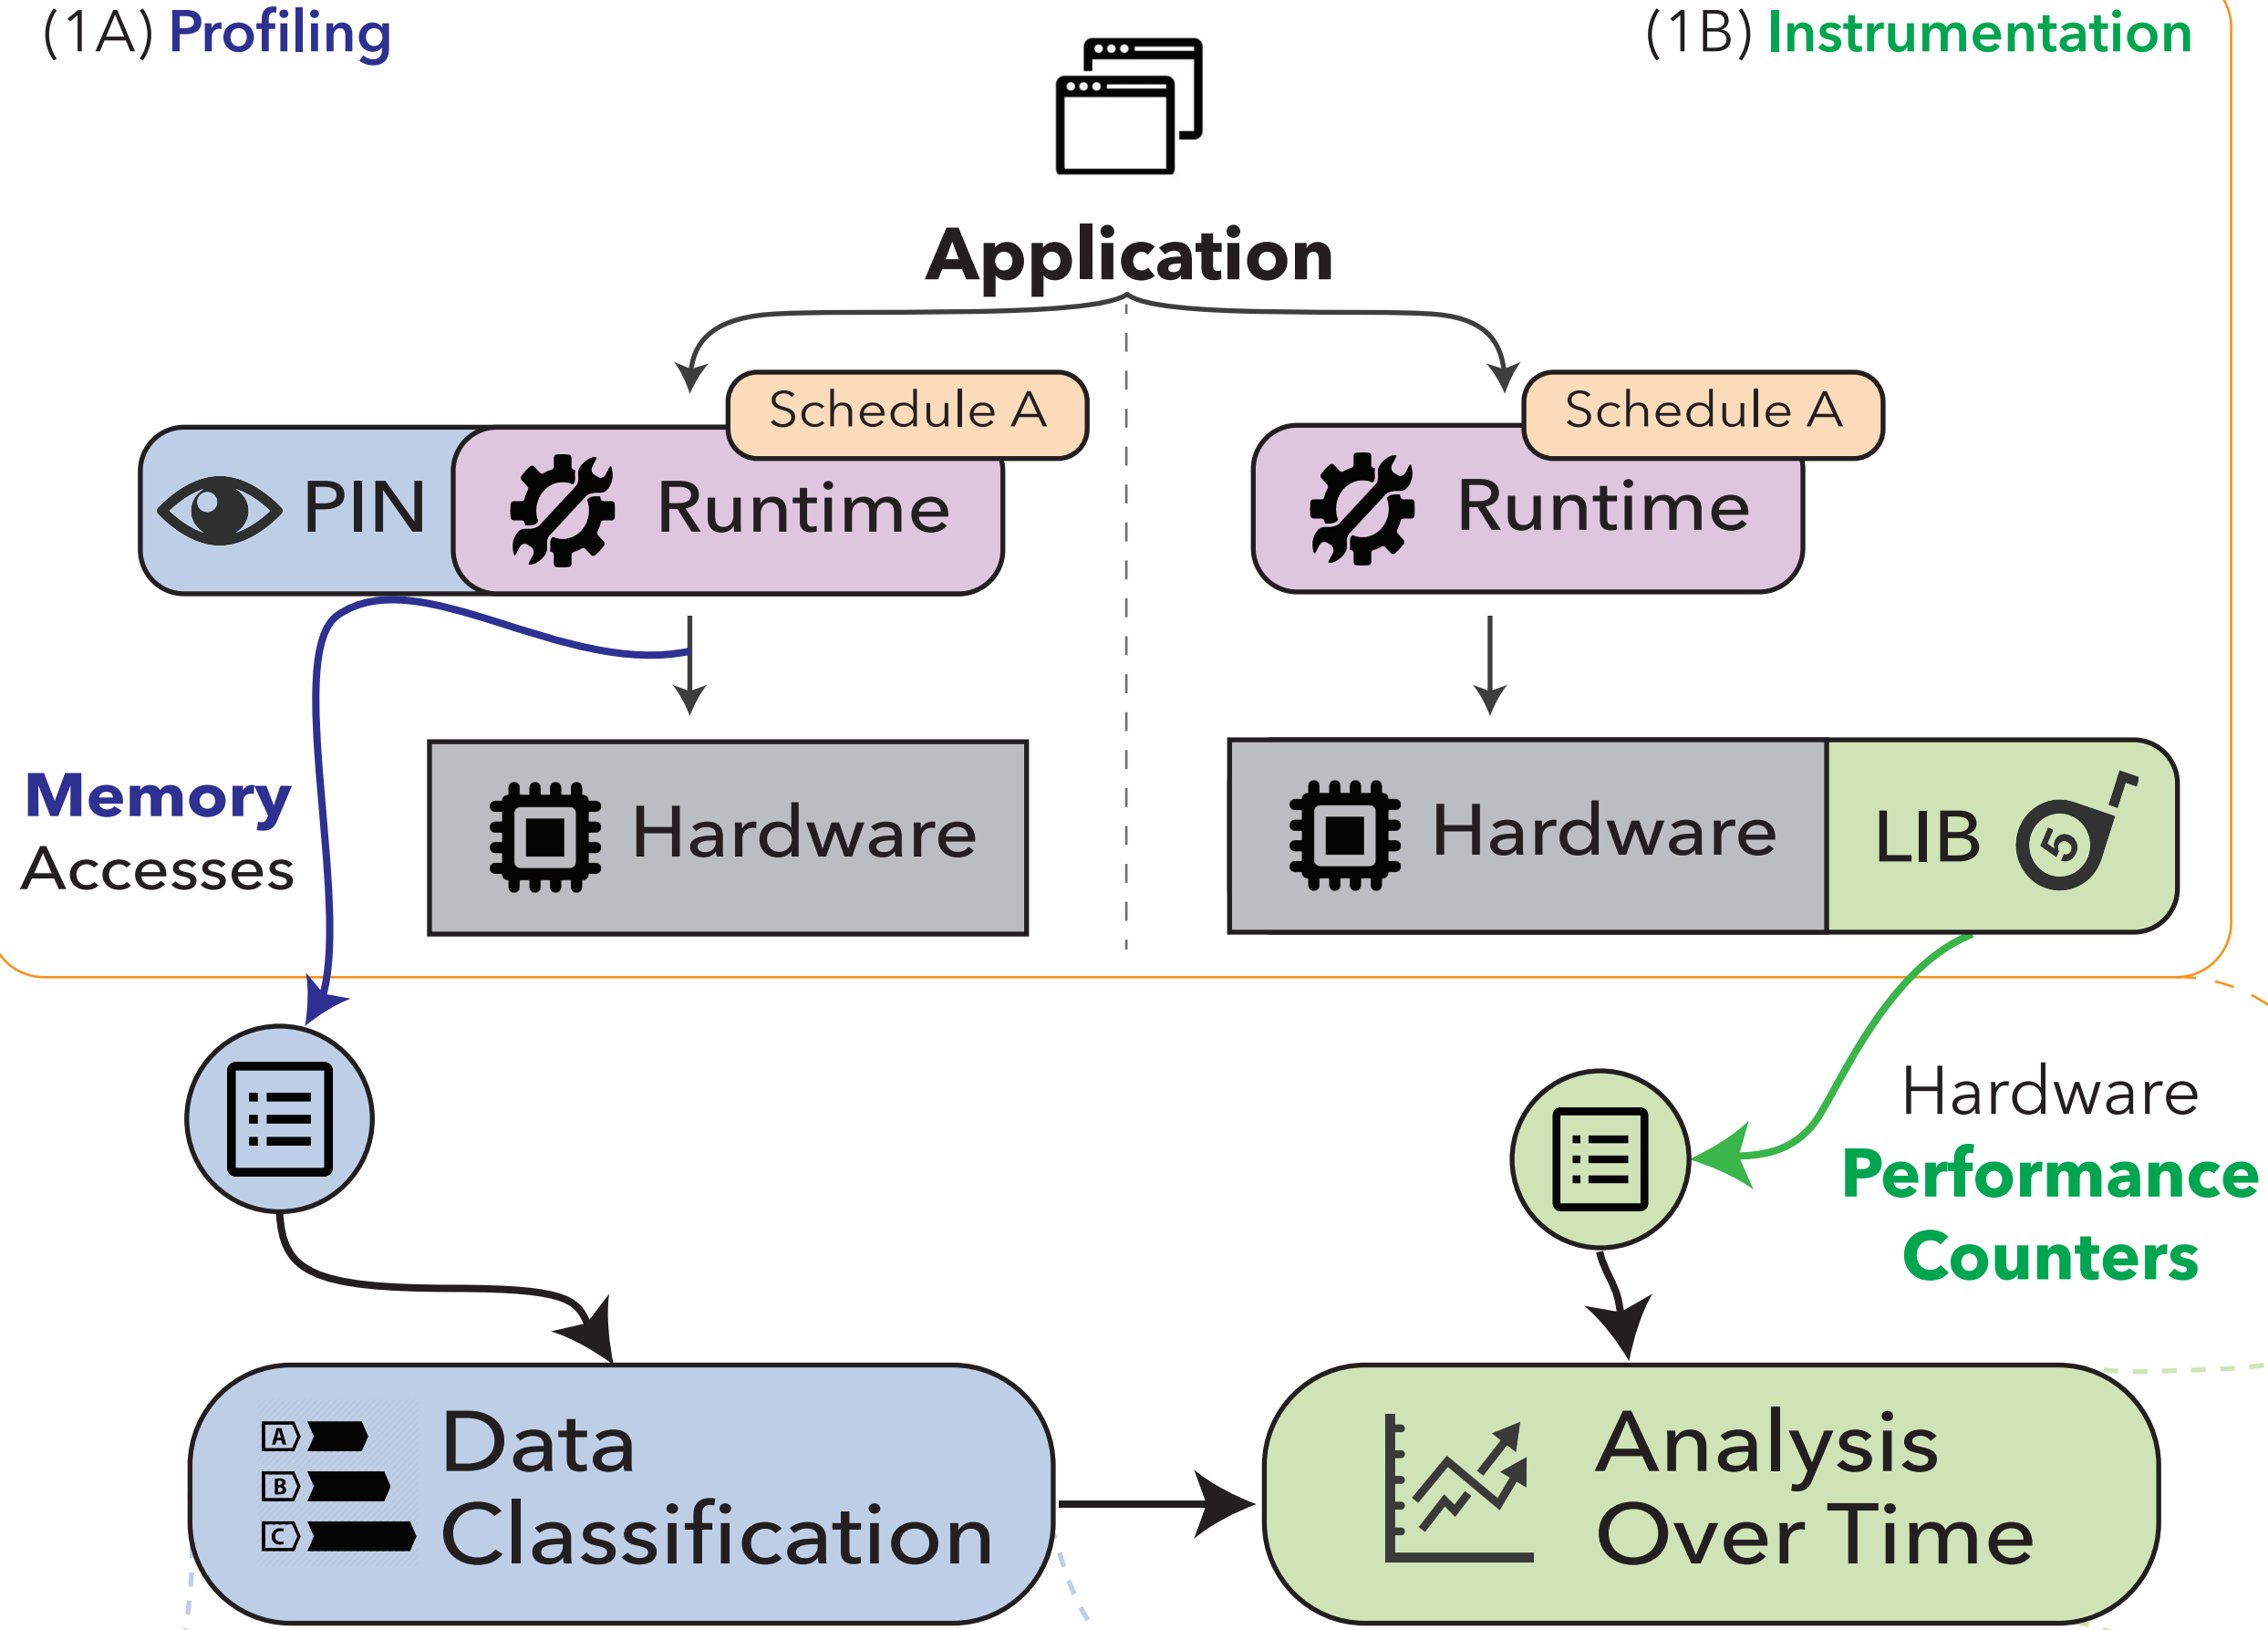 (1A) Profiling
(1B) Instrumentation
Application
Schedule A
Schedule A
PIN
Runtime
Runtime
Memory
Accesses
Hardware
Hardware
LIB
Hardware
Performance
Counters
A
B
C
Data
Classification
Analysis
Over Time